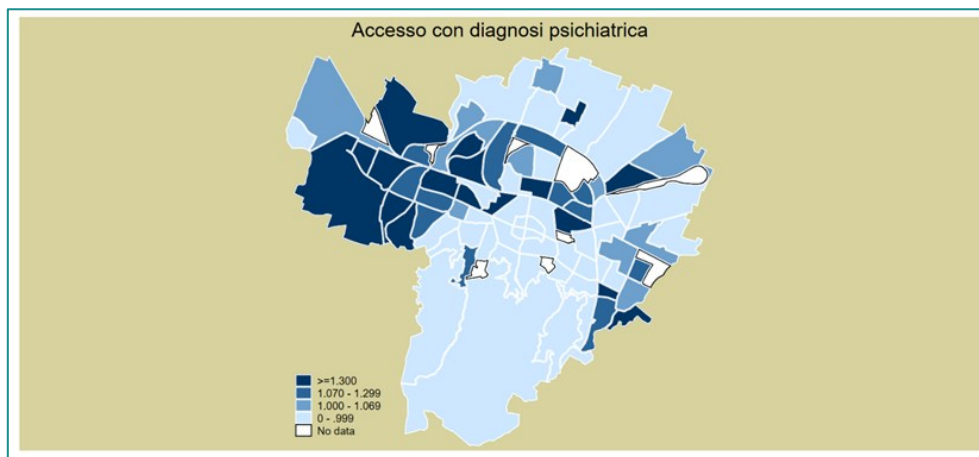 Accesso con diagnosi psichiatrica
>=1.300
1.070 - 1.299
1.000 - 1.069
0 - .999
No data